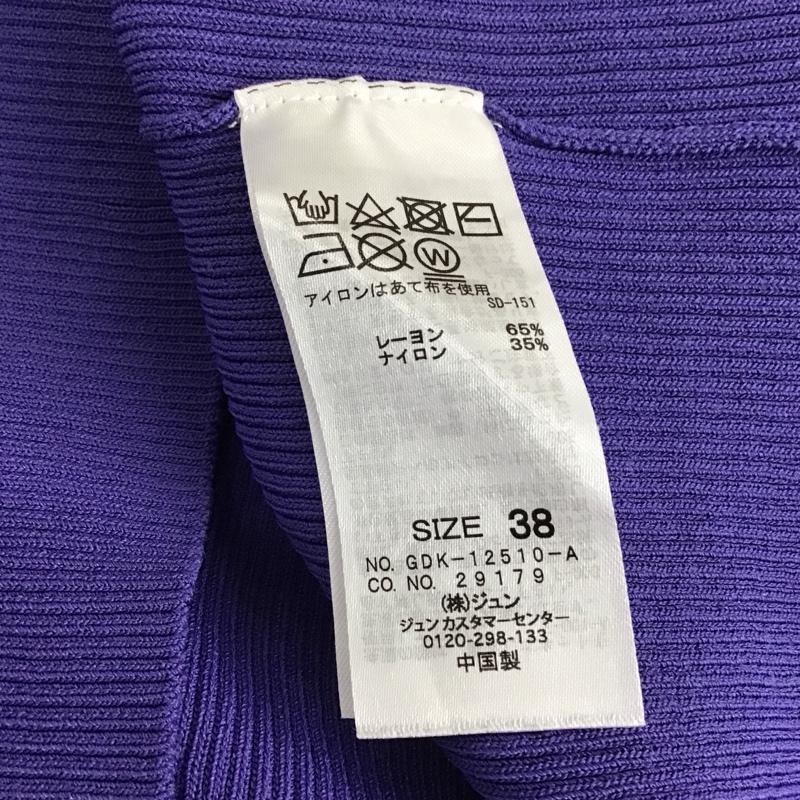 W
アイロンはあて布を使用
SD-151
レーヨン 65%
ナイロン 35%
SIZE 38
NO. GDK-12510-A
CO. NO. 29179
(株)ジュン
ジュンカスタマーセンター
0120-298-133
中国製